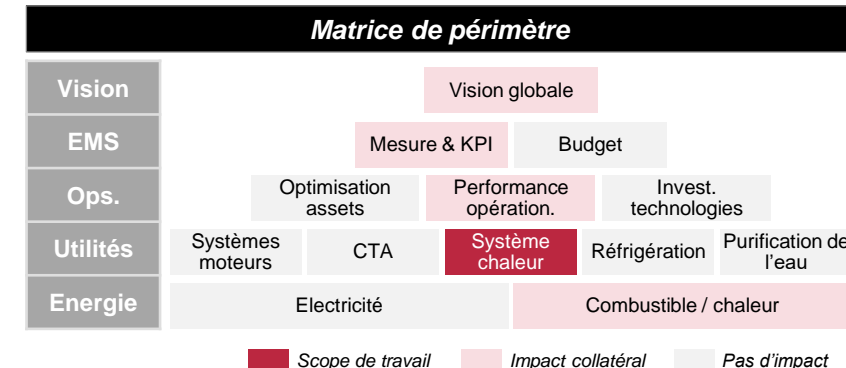 Matrice de périmètre
Vision
Vision globale
EMS
Mesure & KPI
Budget
Ops.
Optimisation
assets
Performance
opération.
Invest.
technologies
Utilités
Systèmes
moteurs
CTA
Système
chaleur
Réfrigération
Purification de
l'eau
Energie
Electricité
Combustible / chaleur
Scope de travail
Impact collatéral
Pas d'impact